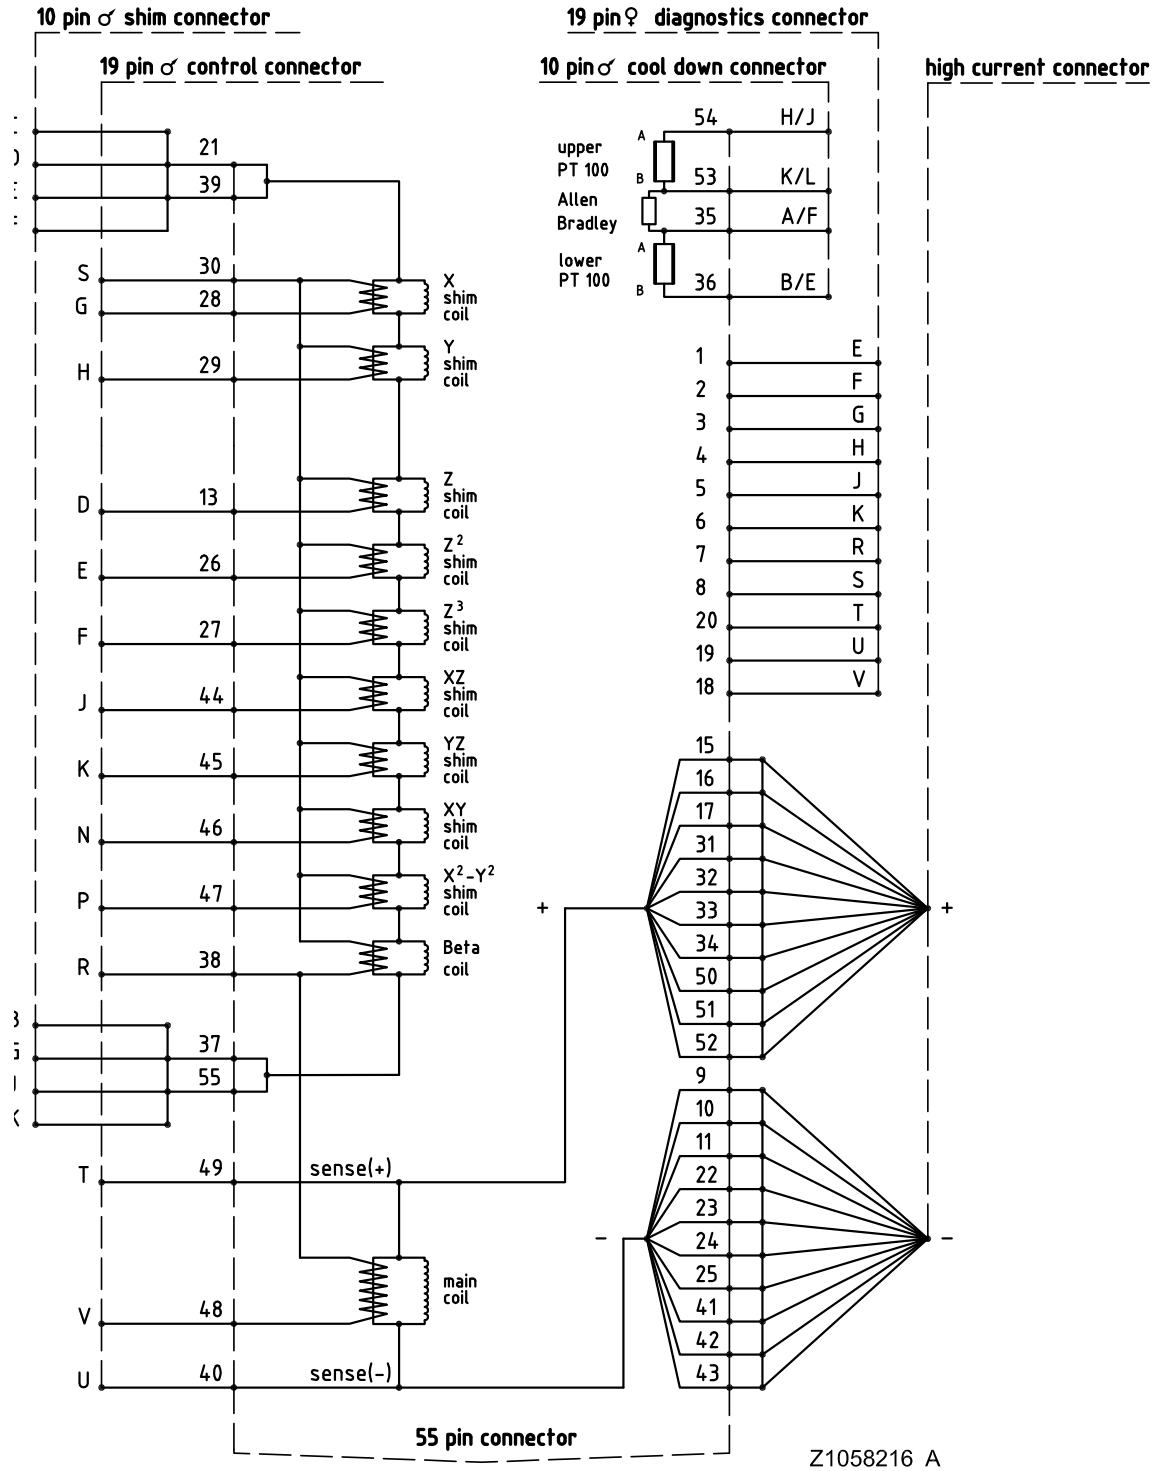 10 pin ♂ shim connector
19 pin ♀ diagnostics connector
19 pin ♂ control connector
10 pin ♂ cool down connector
high current connector
21
39
S 30
G 28
X
shim
coil
H 29
Y
shim
coil
D 13
Z
shim
coil
E 26
Z²
shim
coil
F 27
Z³
shim
coil
J 44
XZ
shim
coil
K 45
YZ
shim
coil
N 46
XY
shim
coil
P 47
X²-Y²
shim
coil
R 38
Beta
coil
37
55
T 49 sense(+)
main
coil
V 48
U 40 sense(-)
upper
PT 100
A
B
Allen
Bradley
lower
PT 100
A
B
54 H/J
53 K/L
35 A/F
36 B/E
1 E
2 F
3 G
4 H
5 J
6 K
7 R
8 S
20 T
19 U
18 V
15
16
17
31
32
+ 33 +
34
50
51
52
9
10
11
22
23
- 24 -
25
41
42
43
55 pin connector
Z1058216 A